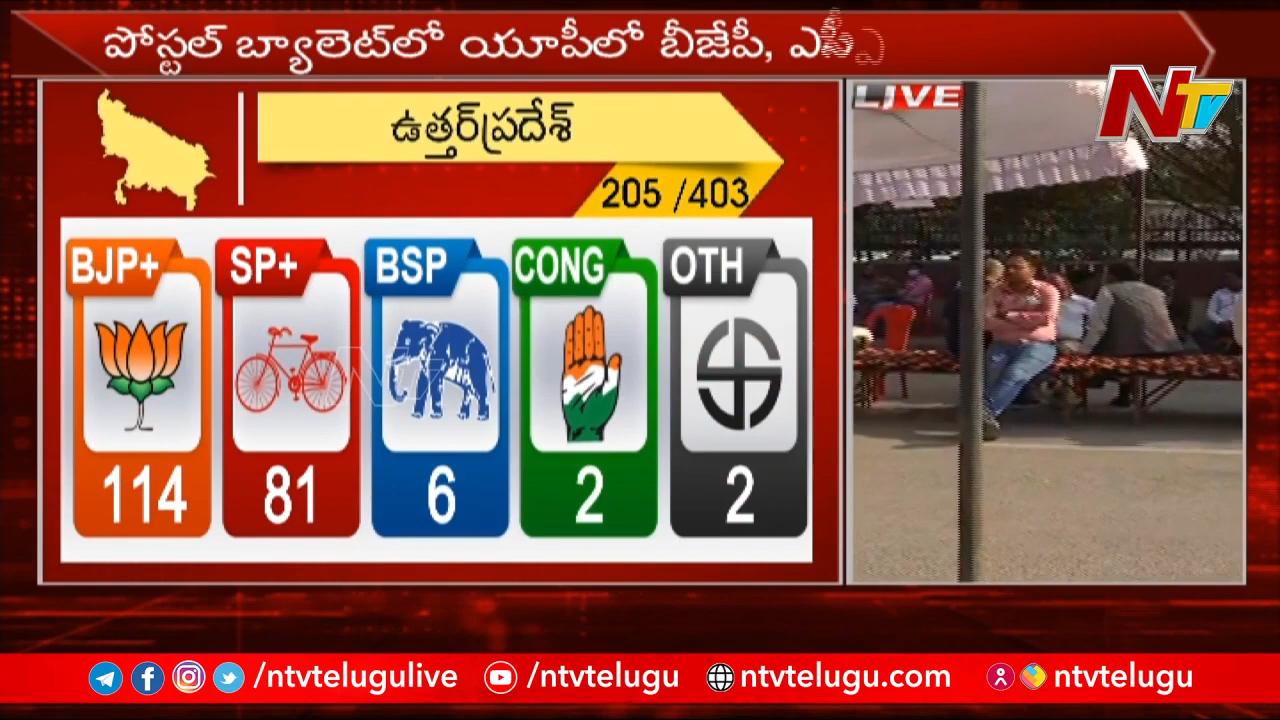 పోస్టల్ బ్యాలెట్‌లో యూపీలో బీజేపీ,
LIVE
NTV
ఉత్తర్‌ప్రదేశ్
205 /403
BJP+ SP+ BSP CONG OTH
114 81 6 2 2
/ntvtelugulive /ntvtelugu ntvtelugu.com ntvtelugu